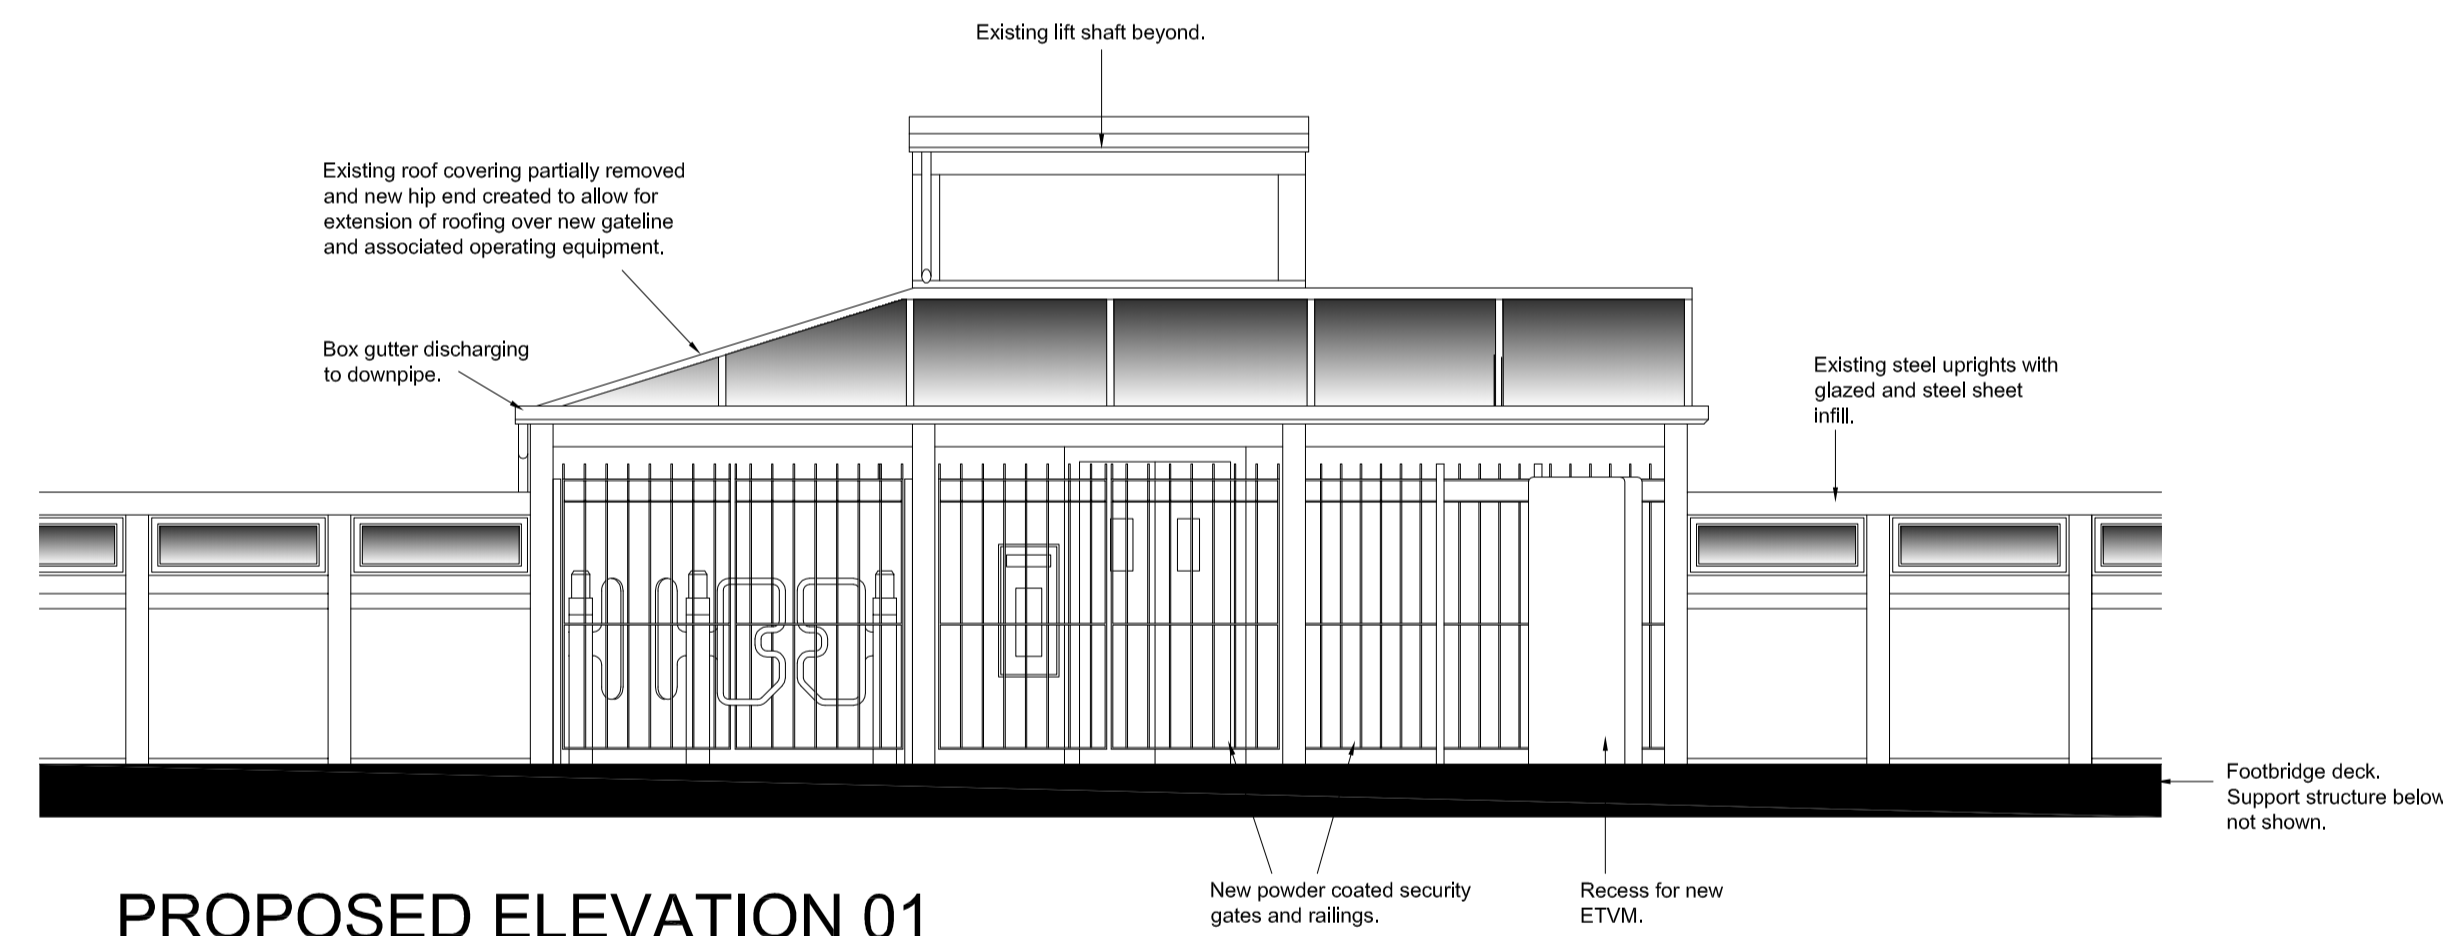 Existing lift shaft beyond.
Existing roof covering partially removed
and new hip end created to allow for
extension of roofing over new gateline
and associated operating equipment.
Box gutter discharging
to downpipe.
Existing steel uprights with
glazed and steel sheet
infill.
Footbridge deck.
Support structure below
not shown.
New powder coated security
gates and railings.
Recess for new
ETVM.
PROPOSED ELEVATION 01